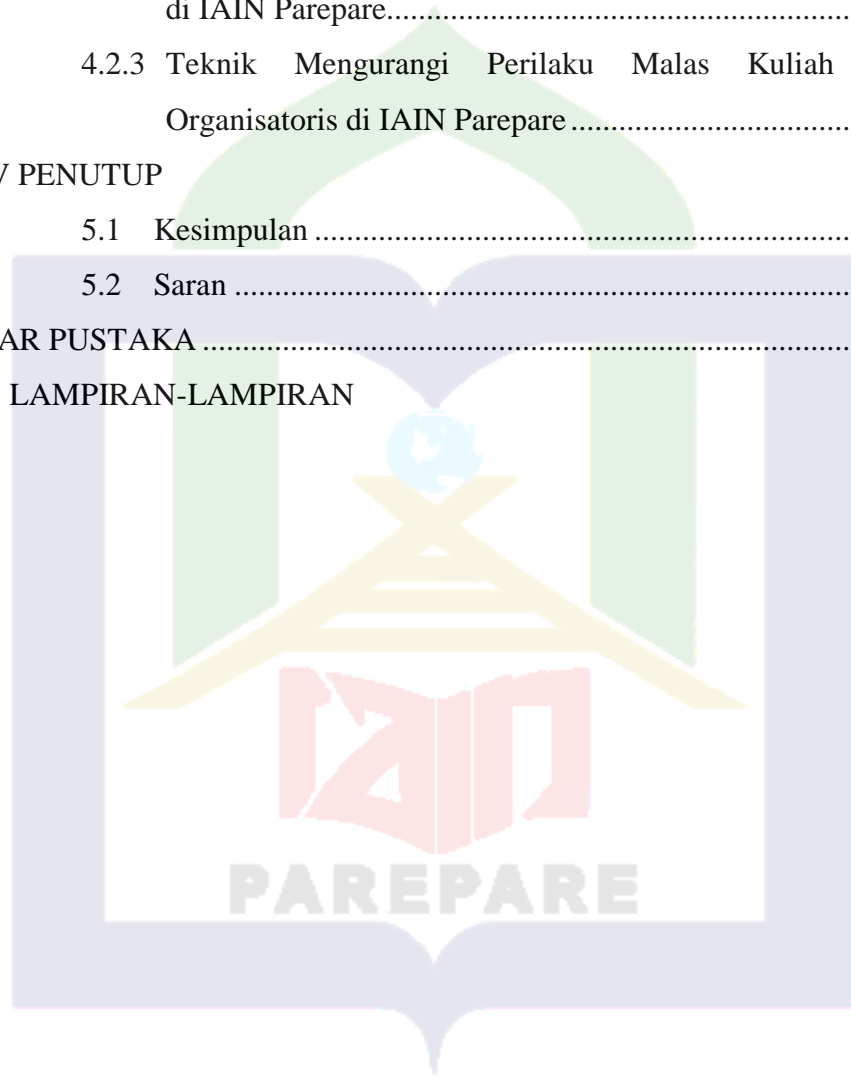 di IAIN Parepare......................................................................
4.2.3 Teknik Mengurangi Perilaku Malas Kuliah
Organisatoris di IAIN Parepare ...............................................
V PENUTUP
5.1 Kesimpulan ..............................................................................
5.2 Saran ........................................................................................
AR PUSTAKA ............................................................................................
LAMPIRAN-LAMPIRAN
iain
PAREPARE